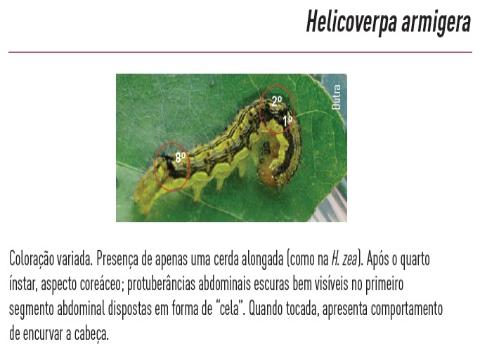 Helicoverpa armigera
Dutra
2º
1º
8º
Coloração variada. Presença de apenas uma cerda alongada (como na H. zea). Após o quarto
ínstar, aspecto coreáceo; protuberâncias abdominais escuras bem visíveis no primeiro
segmento abdominal dispostas em forma de “cela”. Quando tocada, apresenta comportamento
de encurvar a cabeça.